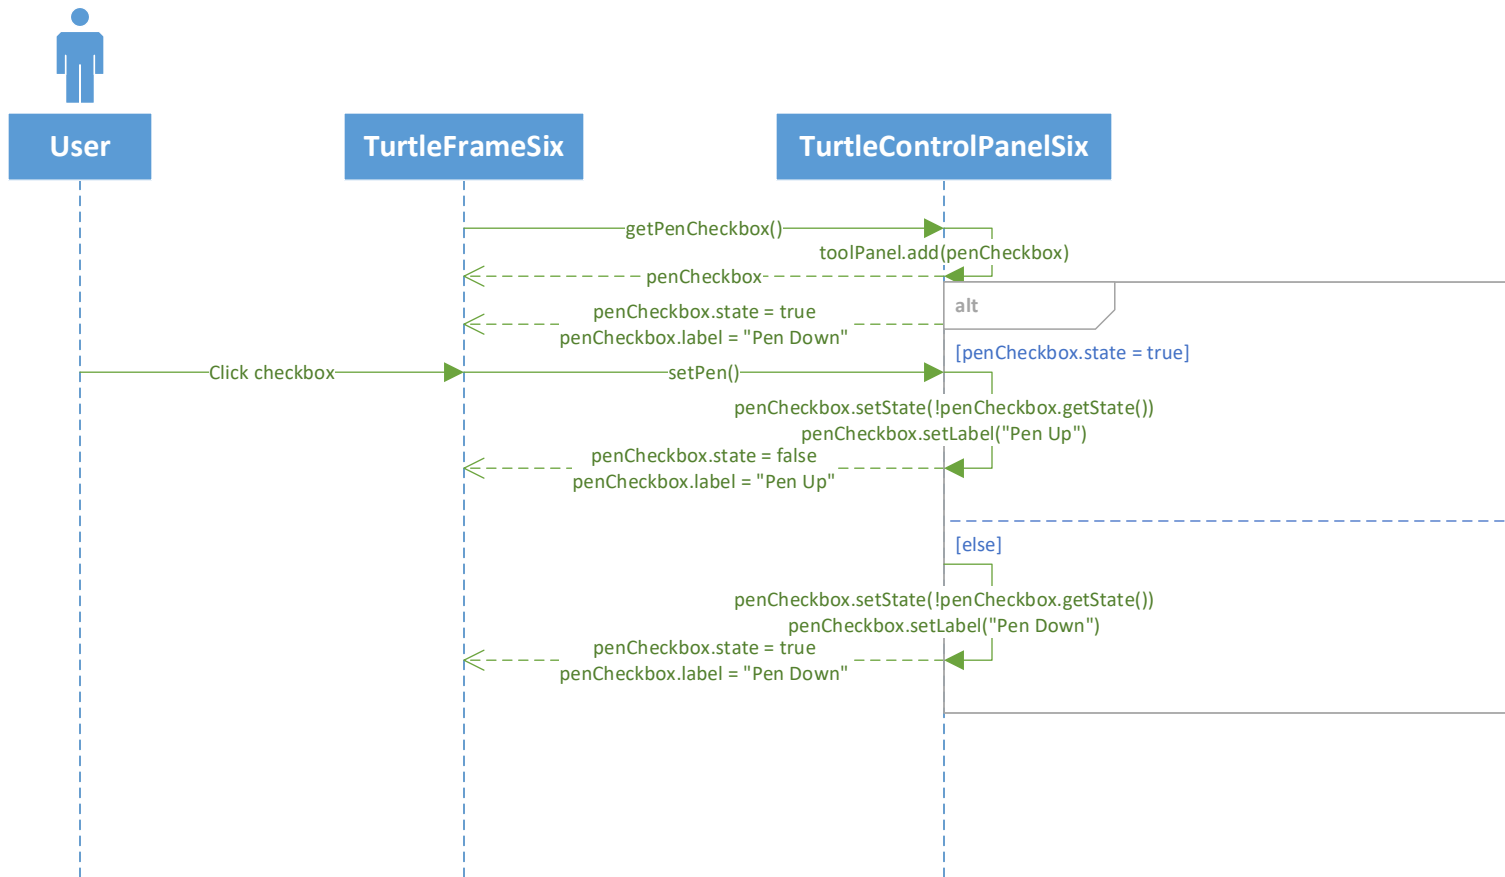 User
TurtleFrameSix
TurtleControlPanelSix
getPenCheckbox()
toolPanel.add(penCheckbox)
penCheckbox
alt
penCheckbox.state = true
penCheckbox.label = "Pen Down"
[penCheckbox.state = true]
Click checkbox
setPen()
penCheckbox.setState(!penCheckbox.getState())
penCheckbox.setLabel("Pen Up")
penCheckbox.state = false
penCheckbox.label = "Pen Up"
[else]
penCheckbox.setState(!penCheckbox.getState())
penCheckbox.setLabel("Pen Down")
penCheckbox.state = true
penCheckbox.label = "Pen Down"